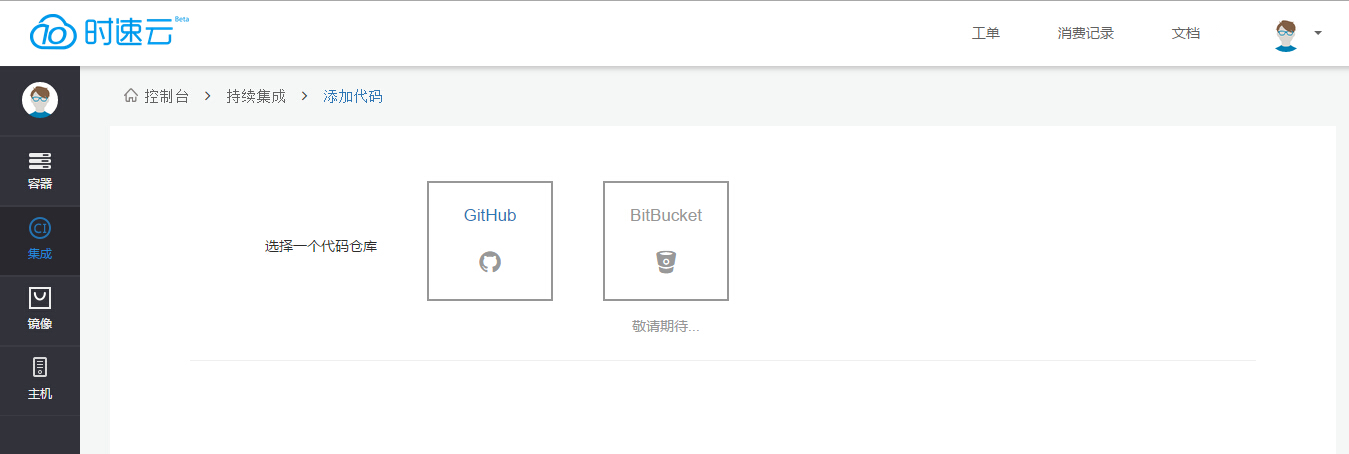 时速云 Beta
工单 消费记录 文档
控制台 > 持续集成 > 添加代码
容器
CI
集成
镜像
主机
选择一个代码仓库
GitHub
BitBucket
敬请期待...